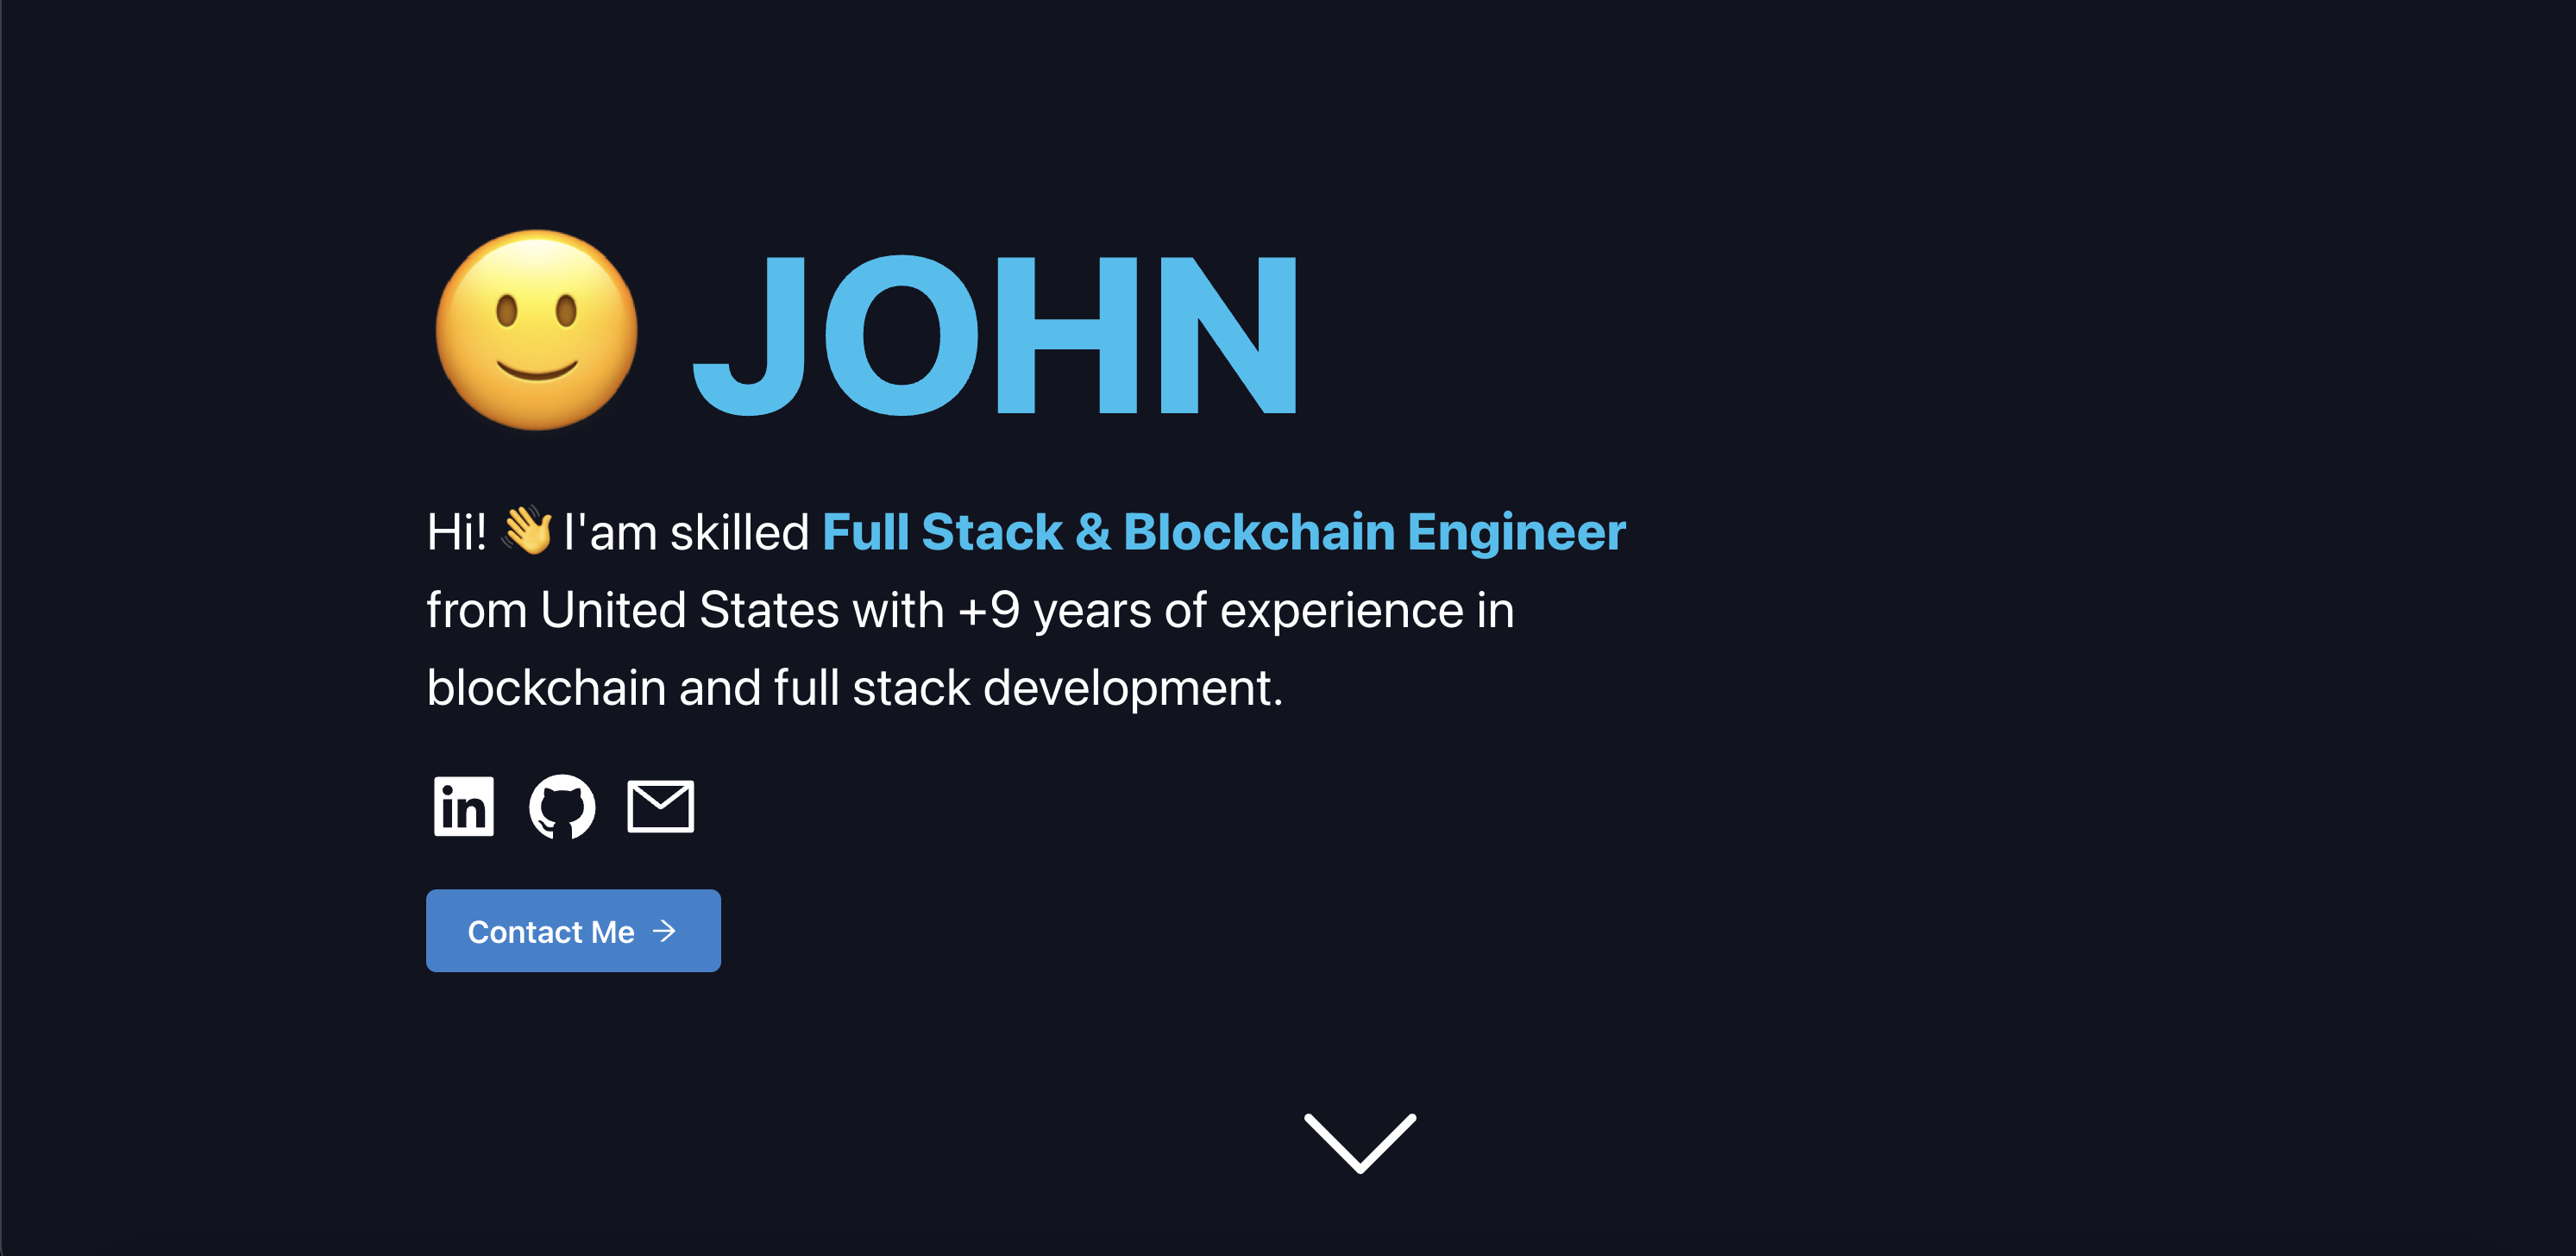 JOHN
Hi! 👋 I'am skilled Full Stack & Blockchain Engineer
from United States with +9 years of experience in
blockchain and full stack development.
in
Contact Me →